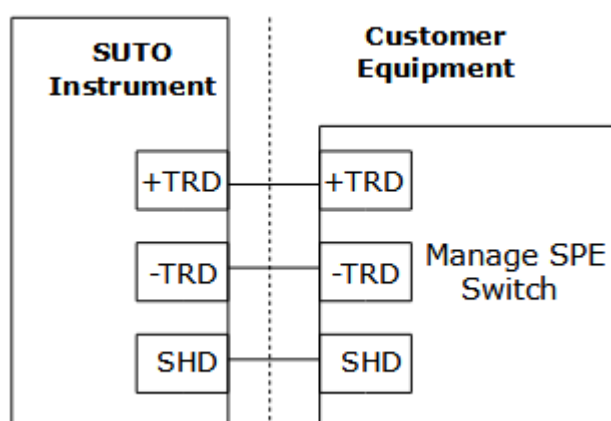 SUTO
Instrument
Customer
Equipment
+TRD
+TRD
-TRD
-TRD
Manage SPE
Switch
SHD
SHD